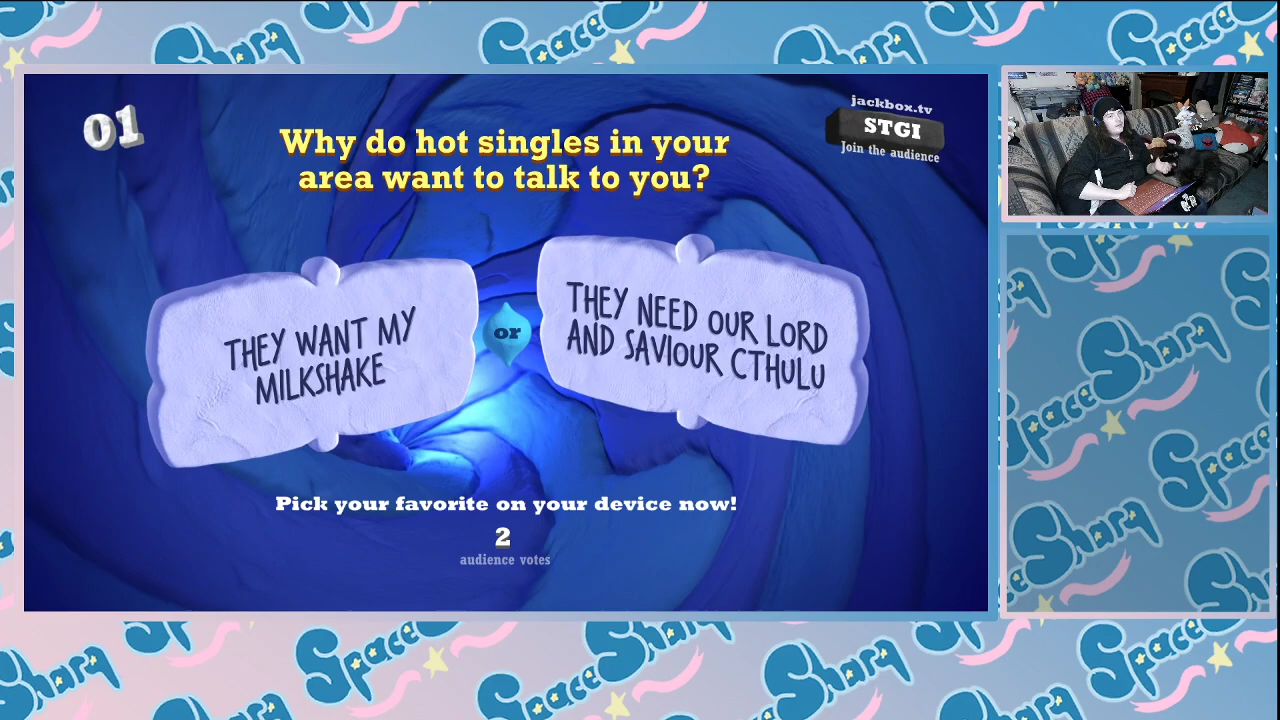 01
jackbox.tv
STGI
Join the audience
Why do hot singles in your
area want to talk to you?
THEY WANT MY
MILKSHAKE
or
THEY NEED OUR LORD
AND SAVIOUR CTHULU
Pick your favorite on your device now!
2
audience votes
SpaceSharq